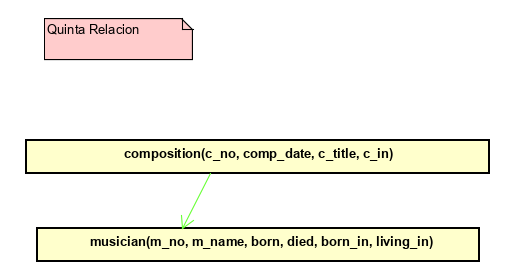 Quinta Relacion
composition(c_no, comp_date, c_title, c_in)
musician(m_no, m_name, born, died, born_in, living_in)